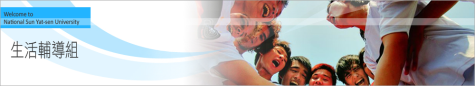 Welcome to
National Sun Yat-sen University
生活輔導組